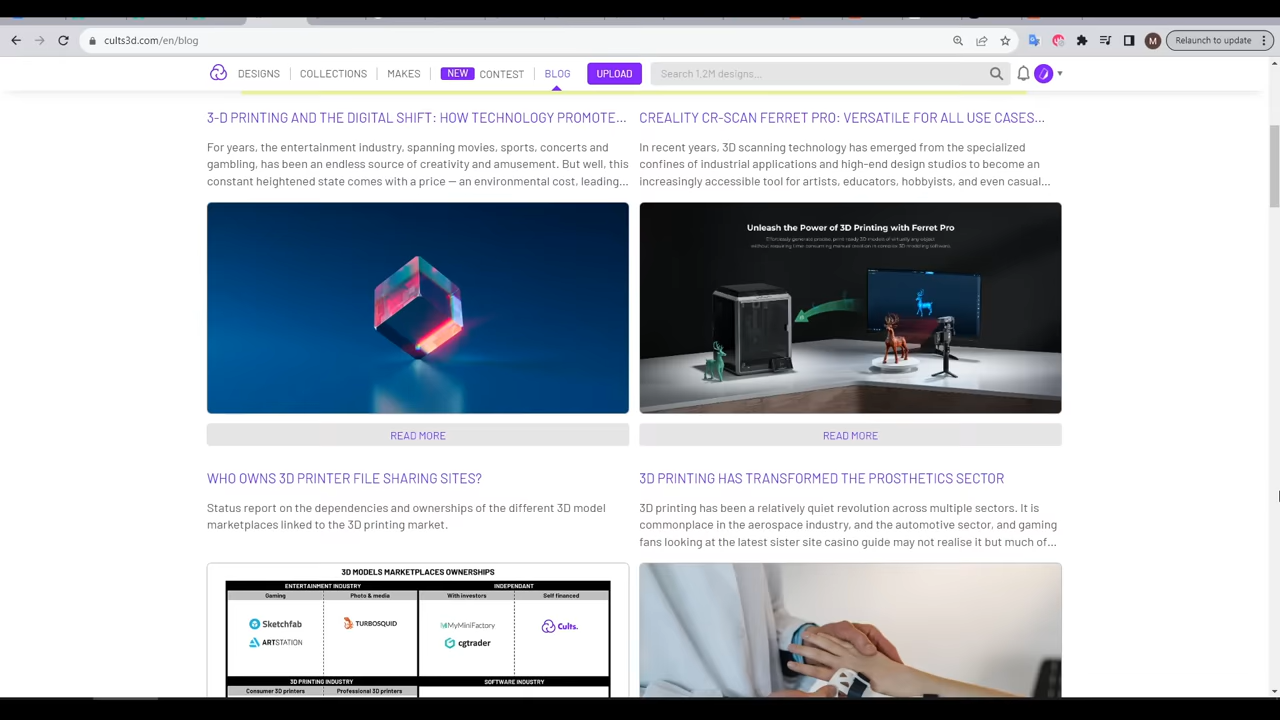 cults3d.com/en/blog
M
Relaunch to update
DESIGNS
COLLECTIONS
MAKES
NEW
CONTEST
BLOG
UPLOAD
Search 1.2M designs...
3-D PRINTING AND THE DIGITAL SHIFT: HOW TECHNOLOGY PROMOTE...
For years, the entertainment industry, spanning movies, sports, concerts and
gambling, has been an endless source of creativity and amusement. But well, this
constant heightened state comes with a price — an environmental cost, leading...
READ MORE
CREALITY CR-SCAN FERRET PRO: VERSATILE FOR ALL USE CASES...
In recent years, 3D scanning technology has emerged from the specialized
confines of industrial applications and high-end design studios to become an
increasingly accessible tool for artists, educators, hobbyists, and even casual...
Unleash the Power of 3D Printing with Ferret Pro
READ MORE
WHO OWNS 3D PRINTER FILE SHARING SITES?
Status report on the dependencies and ownerships of the different 3D model
marketplaces linked to the 3D printing market.
3D MODELS MARKETPLACES OWNERSHIPS
ENTERTAINMENT INDUSTRY
INDEPENDANT
Gaming
Photo & media
With investors
Self financed
Sketchfab
TURBOSQUID
MyMiniFactory
Cults.
ARTSTATION
cgtrader
3D PRINTING INDUSTRY
SOFTWARE INDUSTRY
Consumer 3D printers
Professional 3D printers
3D PRINTING HAS TRANSFORMED THE PROSTHETICS SECTOR
3D printing has been a relatively quiet revolution across multiple sectors. It is
commonplace in the aerospace industry, and the automotive sector, and gaming
fans looking at the latest sister site casino guide may not realise it but much of...